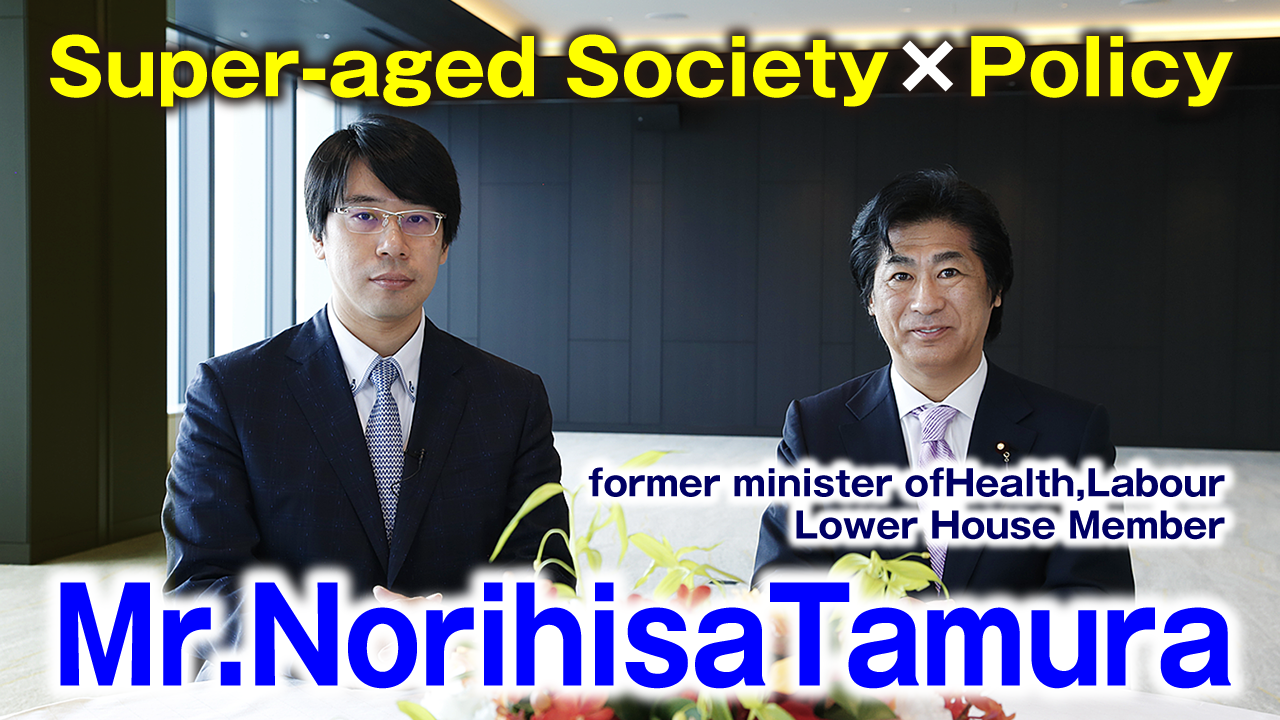 Super-aged Society×Policy
former minister ofHealth,Labour
Lower House Member
Mr.NorihisaTamura